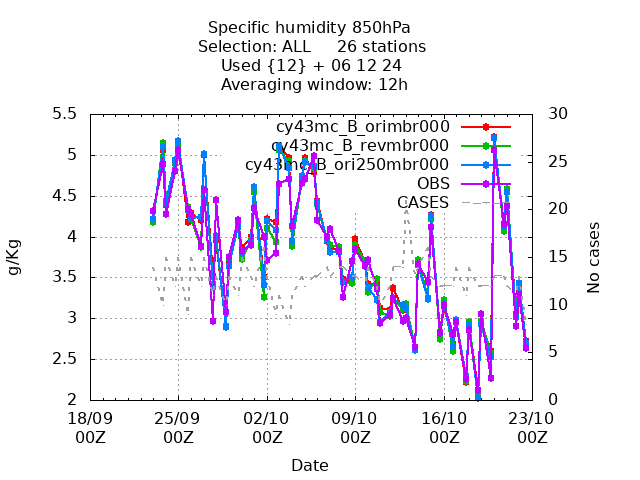 Specific humidity 850hPa
Selection: ALL     26 stations
Used {12} + 06 12 24
Averaging window: 12h
5.5
5
4.5
4
3.5
3
2.5
2
30
25
20
15
10
5
0
g/Kg
No cases
cy43mc_B_orimbr000
cy43mc_B_revmbr000
cy43mc_B_ori250mbr000
OBS
CASES
18/09 00Z
25/09 00Z
02/10 00Z
09/10 00Z
16/10 00Z
23/10 00Z
Date